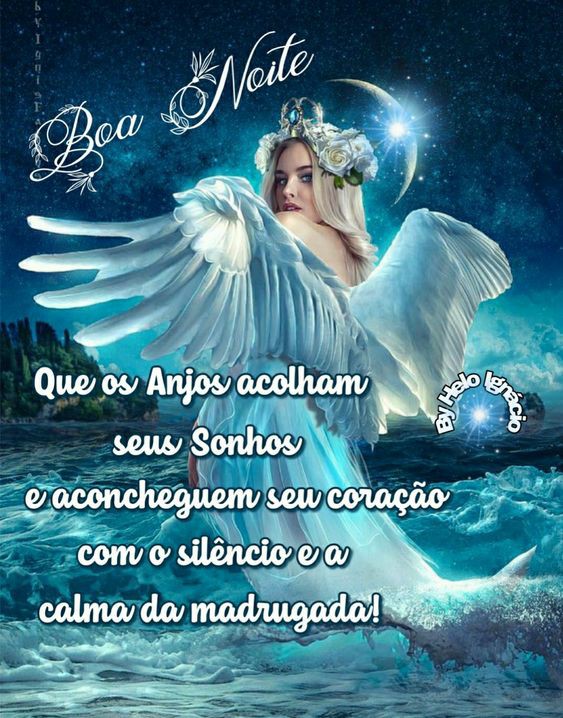 Boa Noite
Que os Anjos acolham
seus Sonhos
e aconcheguem seu coração
com o silêncio e a
calma da madrugada!
By Helo Ignácio